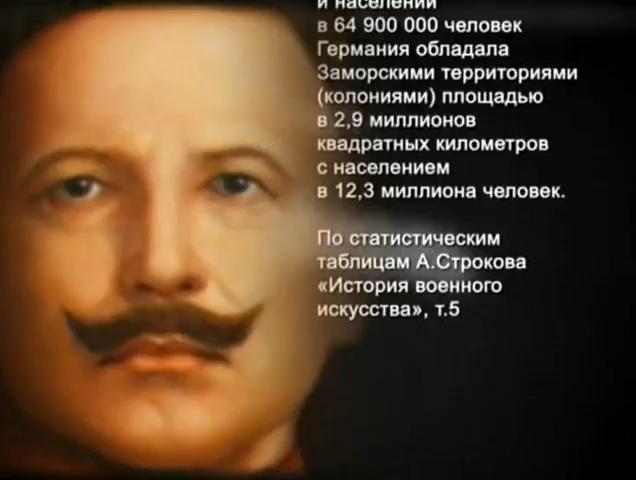 и населении
в 64 900 000 человек
Германия обладала
Заморскими территориями
(колониями) площадью
в 2,9 миллионов
квадратных километров
с населением
в 12,3 миллиона человек.
По статистическим
таблицам А.Строкова
«История военного
искусства», т.5